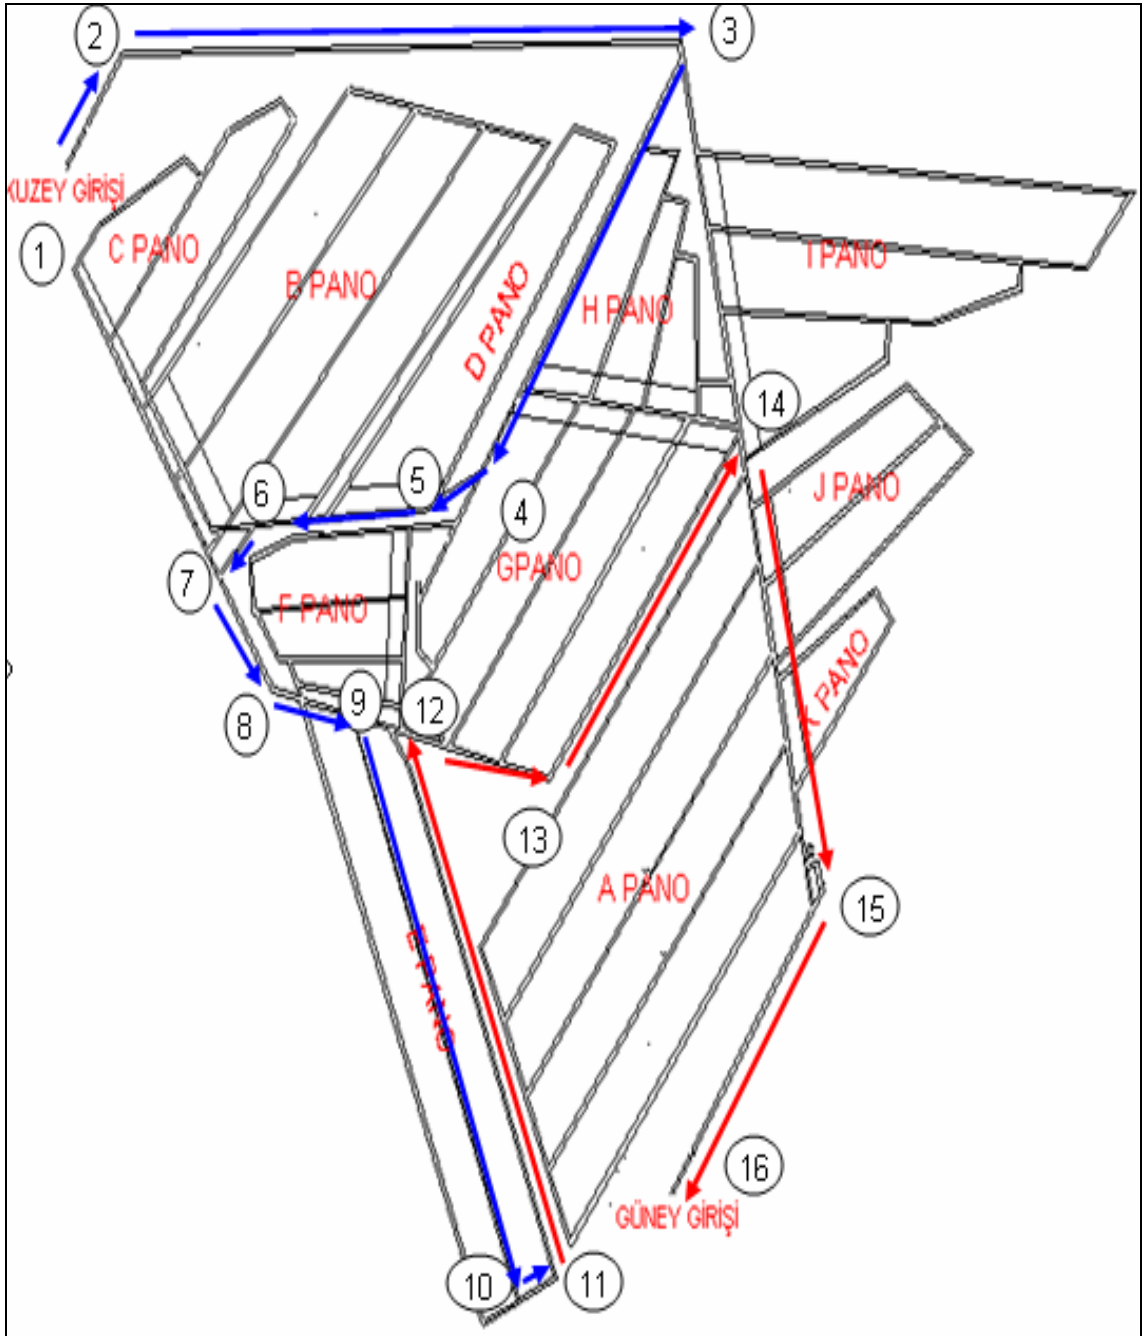 2
3
KUZEY GİRİŞİ
1
C PANO
B PANO
D PANO
H PANO
I PANO
14
6
5
4
J PANO
7
GPANO
F PANO
K PANO
8
9
12
13
A PANO
15
E PANO
16
GÜNEY GİRİŞİ
10
11